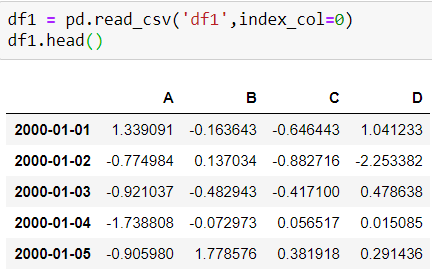 df1 = pd.read_csv('df1',index_col=0)
df1.head()
A B C D
2000-01-01 1.339091 -0.163643 -0.646443 1.041233
2000-01-02 -0.774984 0.137034 -0.882716 -2.253382
2000-01-03 -0.921037 -0.482943 -0.417100 0.478638
2000-01-04 -1.738808 -0.072973 0.056517 0.015085
2000-01-05 -0.905980 1.778576 0.381918 0.291436